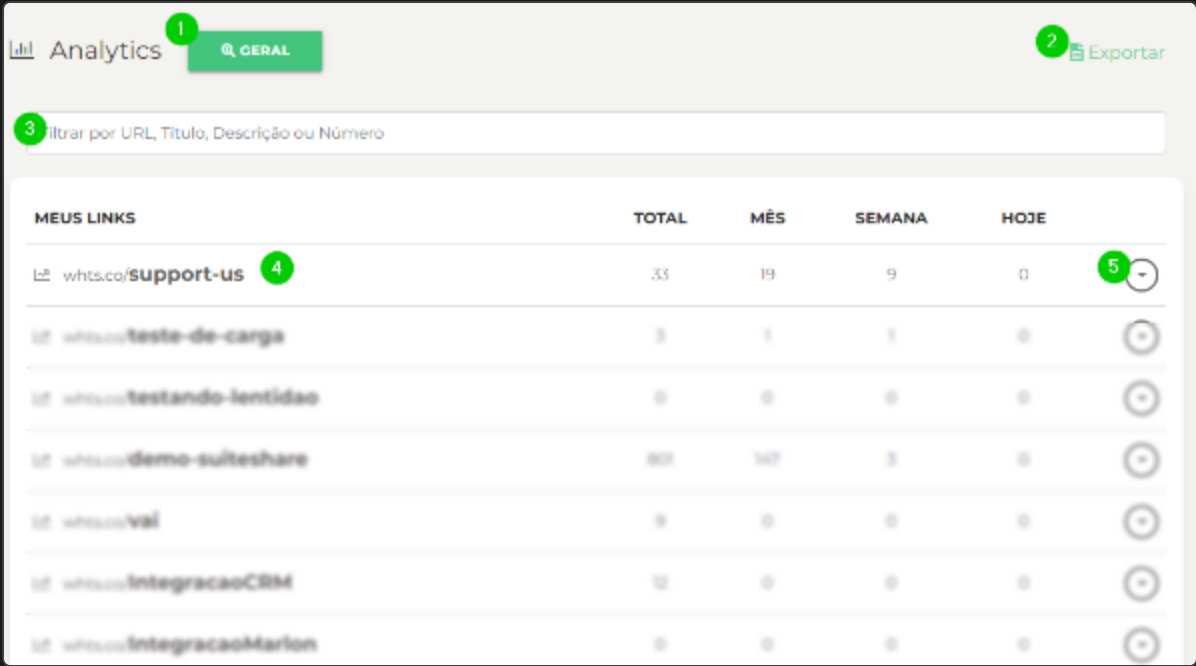 1
Analytics GERAL
2
Exportar
3 iltrar por URL, Título, Descrição ou Número
MEUS LINKS TOTAL MÊS SEMANA HOJE
whts.co/support-us 4 33 19 9 0 5
whts.co/teste-de-carga 3 1 1 0
whts.co/testando-lentidao 0 0 0 0
whts.co/demo-suiteshare 801 147 3 0
whts.co/vai 9 0 0 0
whts.co/IntegracaoCRM 12 0 0 0
whts.co/IntegracaoMarlon 0 0 0 0